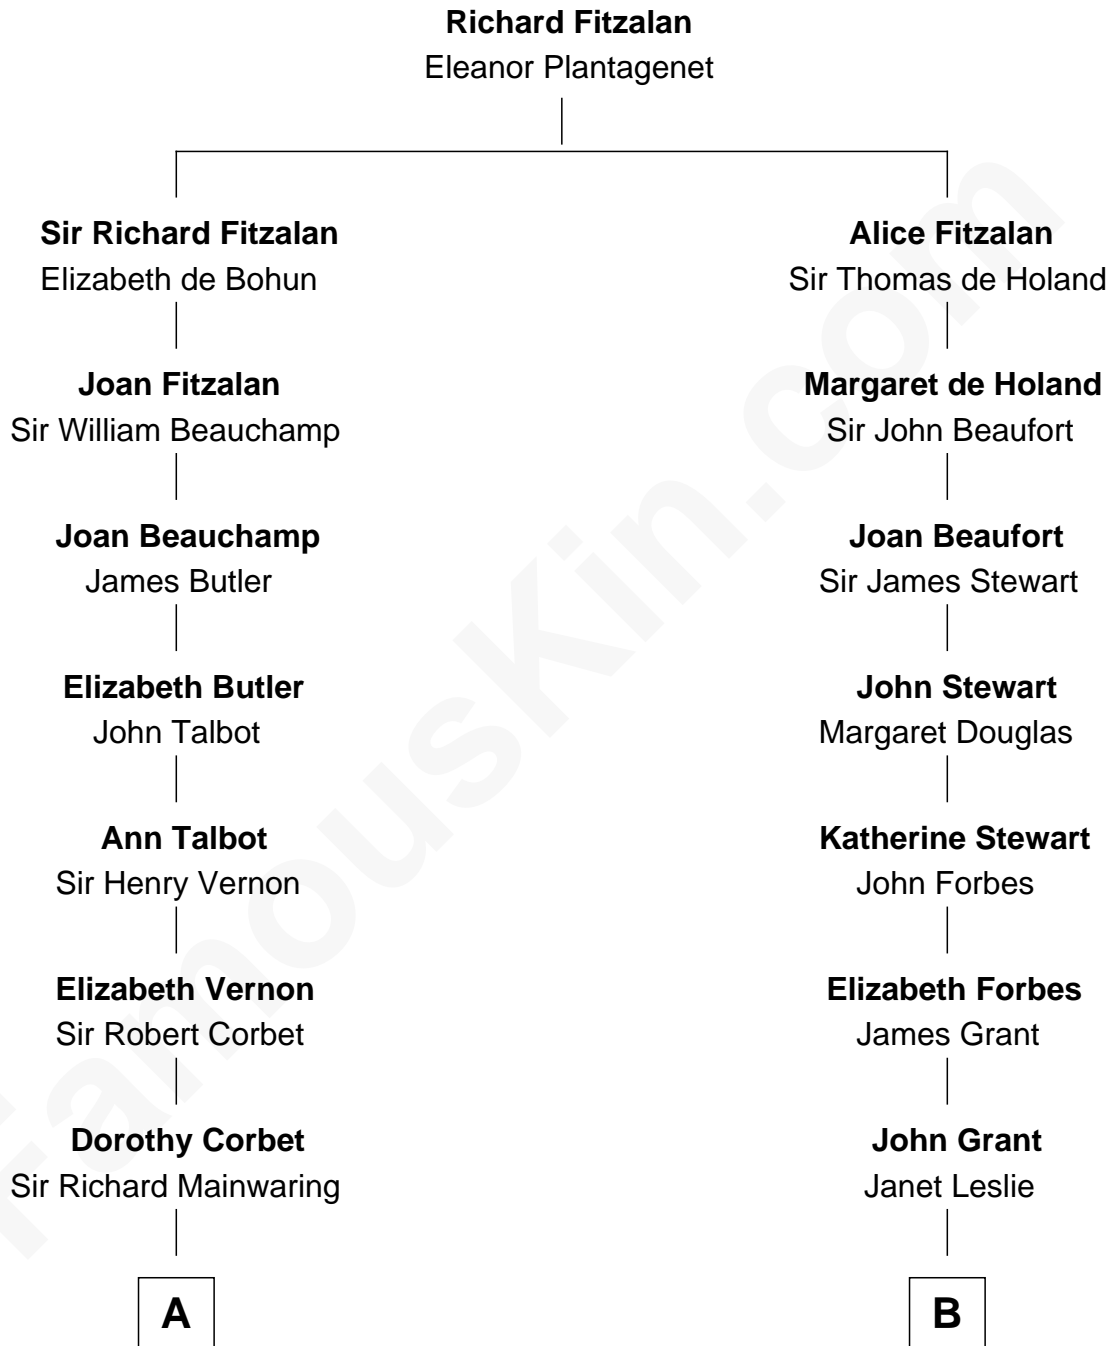 Richard Fitzalan
Eleanor Plantagenet
Sir Richard Fitzalan
Elizabeth de Bohun
Alice Fitzalan
Sir Thomas de Holand
Joan Fitzalan
Sir William Beauchamp
Margaret de Holand
Sir John Beaufort
Joan Beauchamp
James Butler
Joan Beaufort
Sir James Stewart
Elizabeth Butler
John Talbot
John Stewart
Margaret Douglas
Ann Talbot
Sir Henry Vernon
Katherine Stewart
John Forbes
Elizabeth Vernon
Sir Robert Corbet
Elizabeth Forbes
James Grant
Dorothy Corbet
Sir Richard Mainwaring
John Grant
Janet Leslie
A
B
FamousKin.com